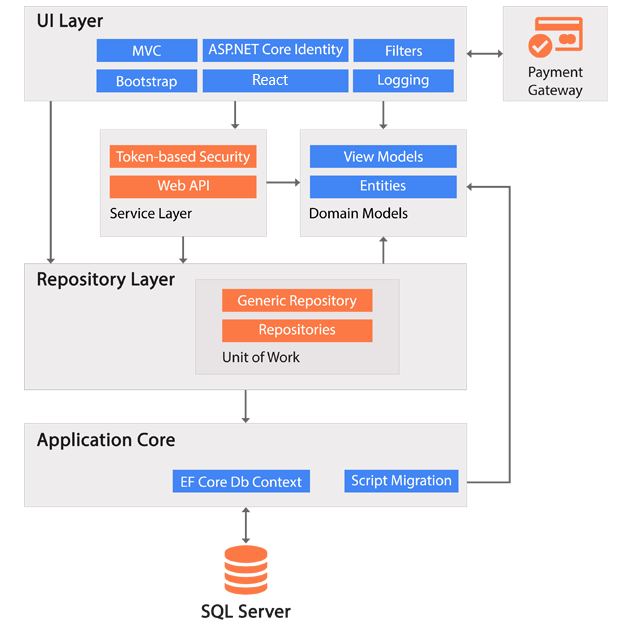 UI Layer
MVC
ASP.NET Core Identity
Filters
Bootstrap
React
Logging
Payment
Gateway
Token-based Security
Web API
Service Layer
View Models
Entities
Domain Models
Repository Layer
Generic Repository
Repositories
Unit of Work
Application Core
EF Core Db Context
Script Migration
SQL Server